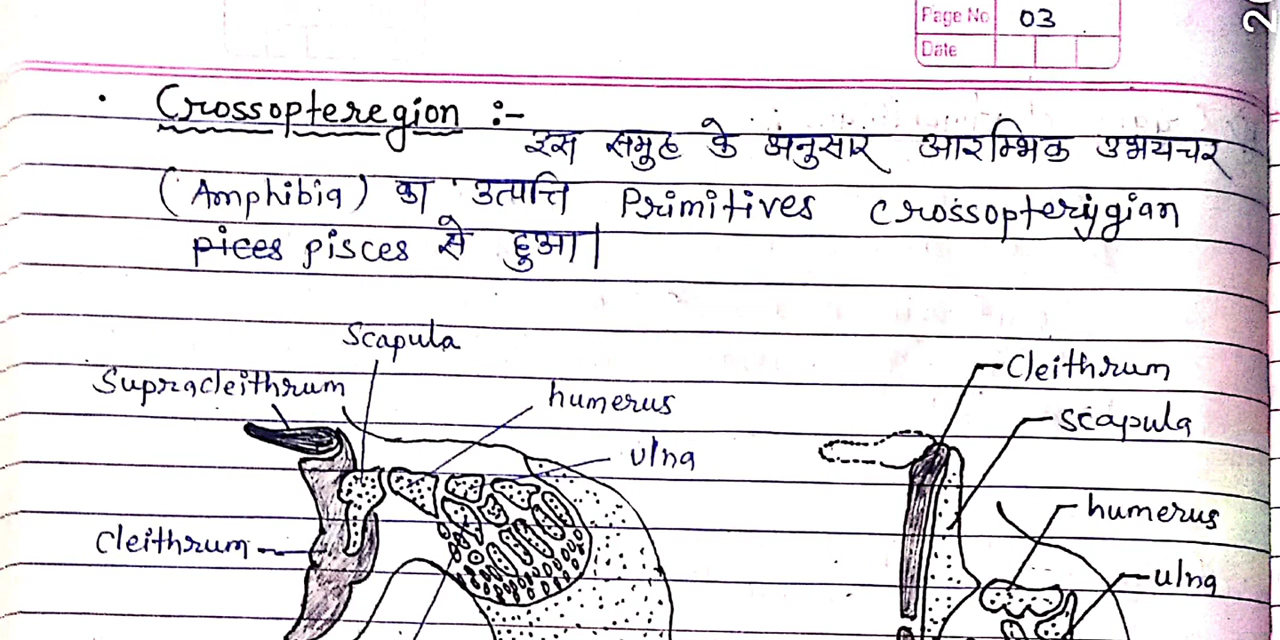 Page No 03
Date
• Crossopteregion :-
इस समुह के अनुसार आरम्भिक उभयचर
(Amphibia) का उत्पत्ति Primitives crossopterygian
pices pisces से हुआ।
Scapula
Supracleithrum
humerus
ulna
Cleithrum
Cleithrum
Scapula
humerus
ulna